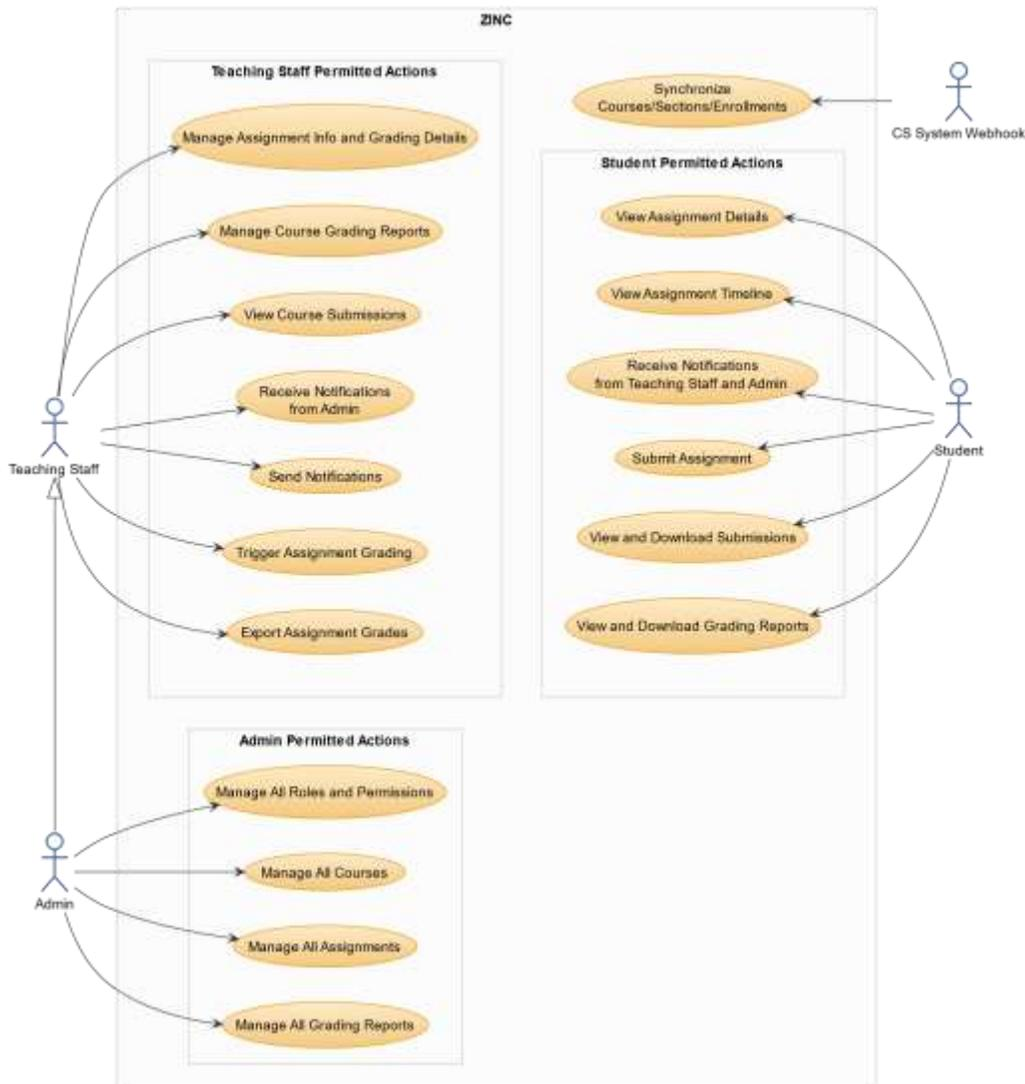 ZINC
Teaching Staff Permitted Actions
Manage Assignment Info and Grading Details
Manage Course Grading Reports
View Course Submissions
Receive Notifications
from Admin
Send Notifications
Trigger Assignment Grading
Export Assignment Grades
Teaching Staff
Synchronize
Courses/Sections/Enrollments
CS System Webhook
Student Permitted Actions
View Assignment Details
View Assignment Timeline
Receive Notifications
from Teaching Staff and Admin
Submit Assignment
View and Download Submissions
View and Download Grading Reports
Student
Admin Permitted Actions
Manage All Roles and Permissions
Manage All Courses
Manage All Assignments
Manage All Grading Reports
Admin